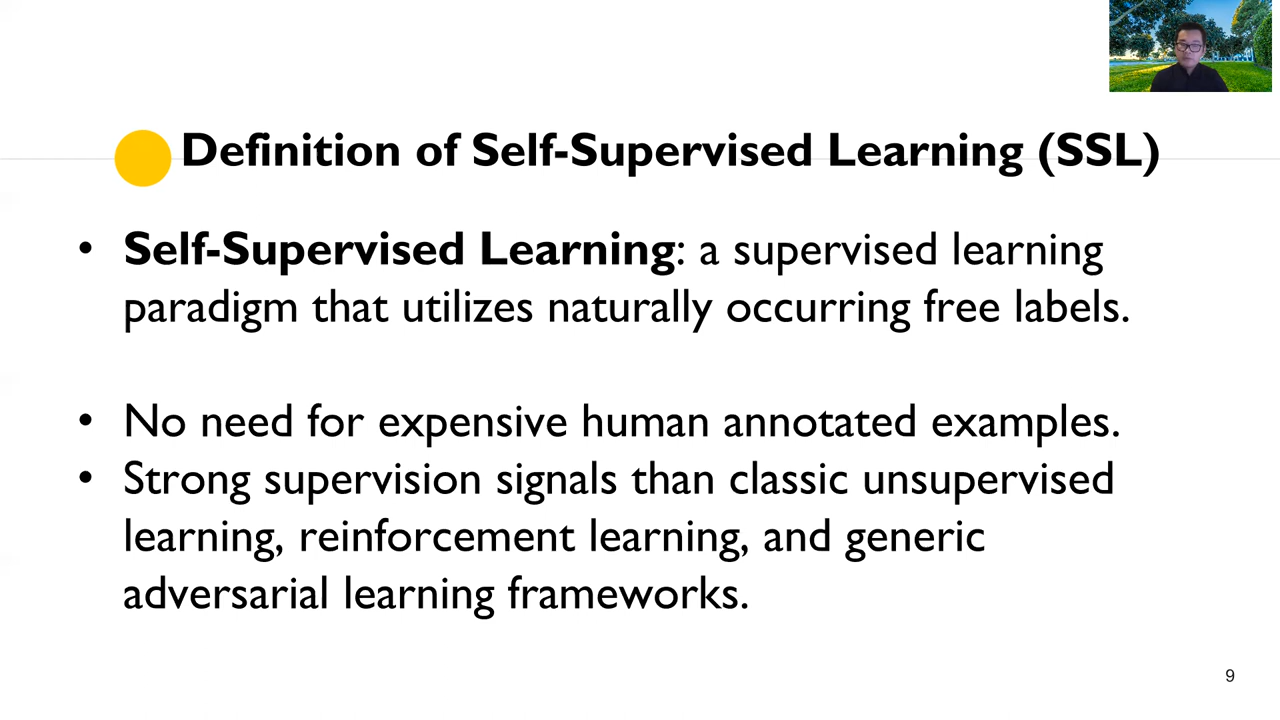 Definition of Self-Supervised Learning (SSL)
• Self-Supervised Learning: a supervised learning
paradigm that utilizes naturally occurring free labels.
• No need for expensive human annotated examples.
• Strong supervision signals than classic unsupervised
learning, reinforcement learning, and generic
adversarial learning frameworks.
9